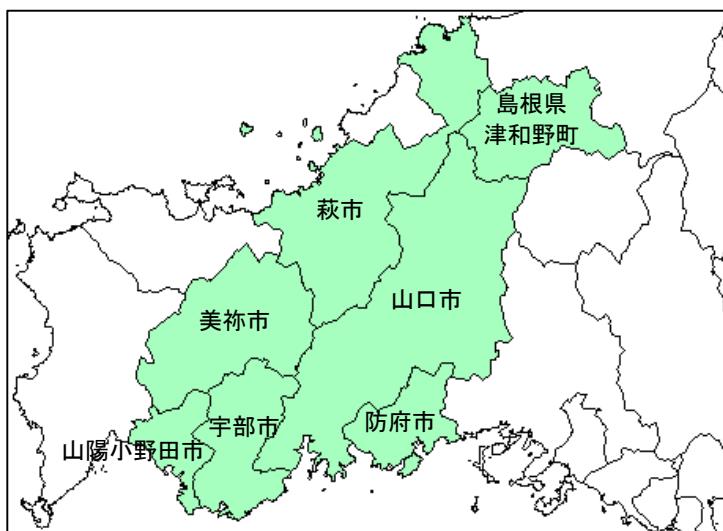 島根県
津和野町
萩市
山口市
美祢市
宇部市
防府市
山陽小野田市